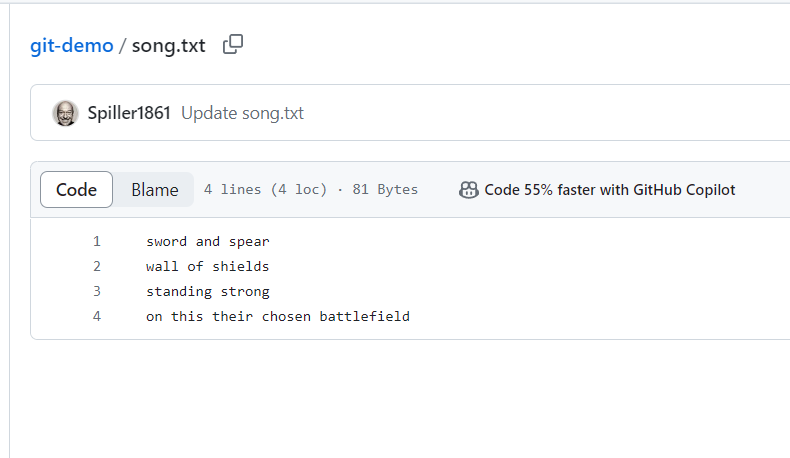 git-demo / song.txt
Spiller1861 Update song.txt
Code Blame 4 lines (4 loc) · 81 Bytes Code 55% faster with GitHub Copilot
1 sword and spear
2 wall of shields
3 standing strong
4 on this their chosen battlefield